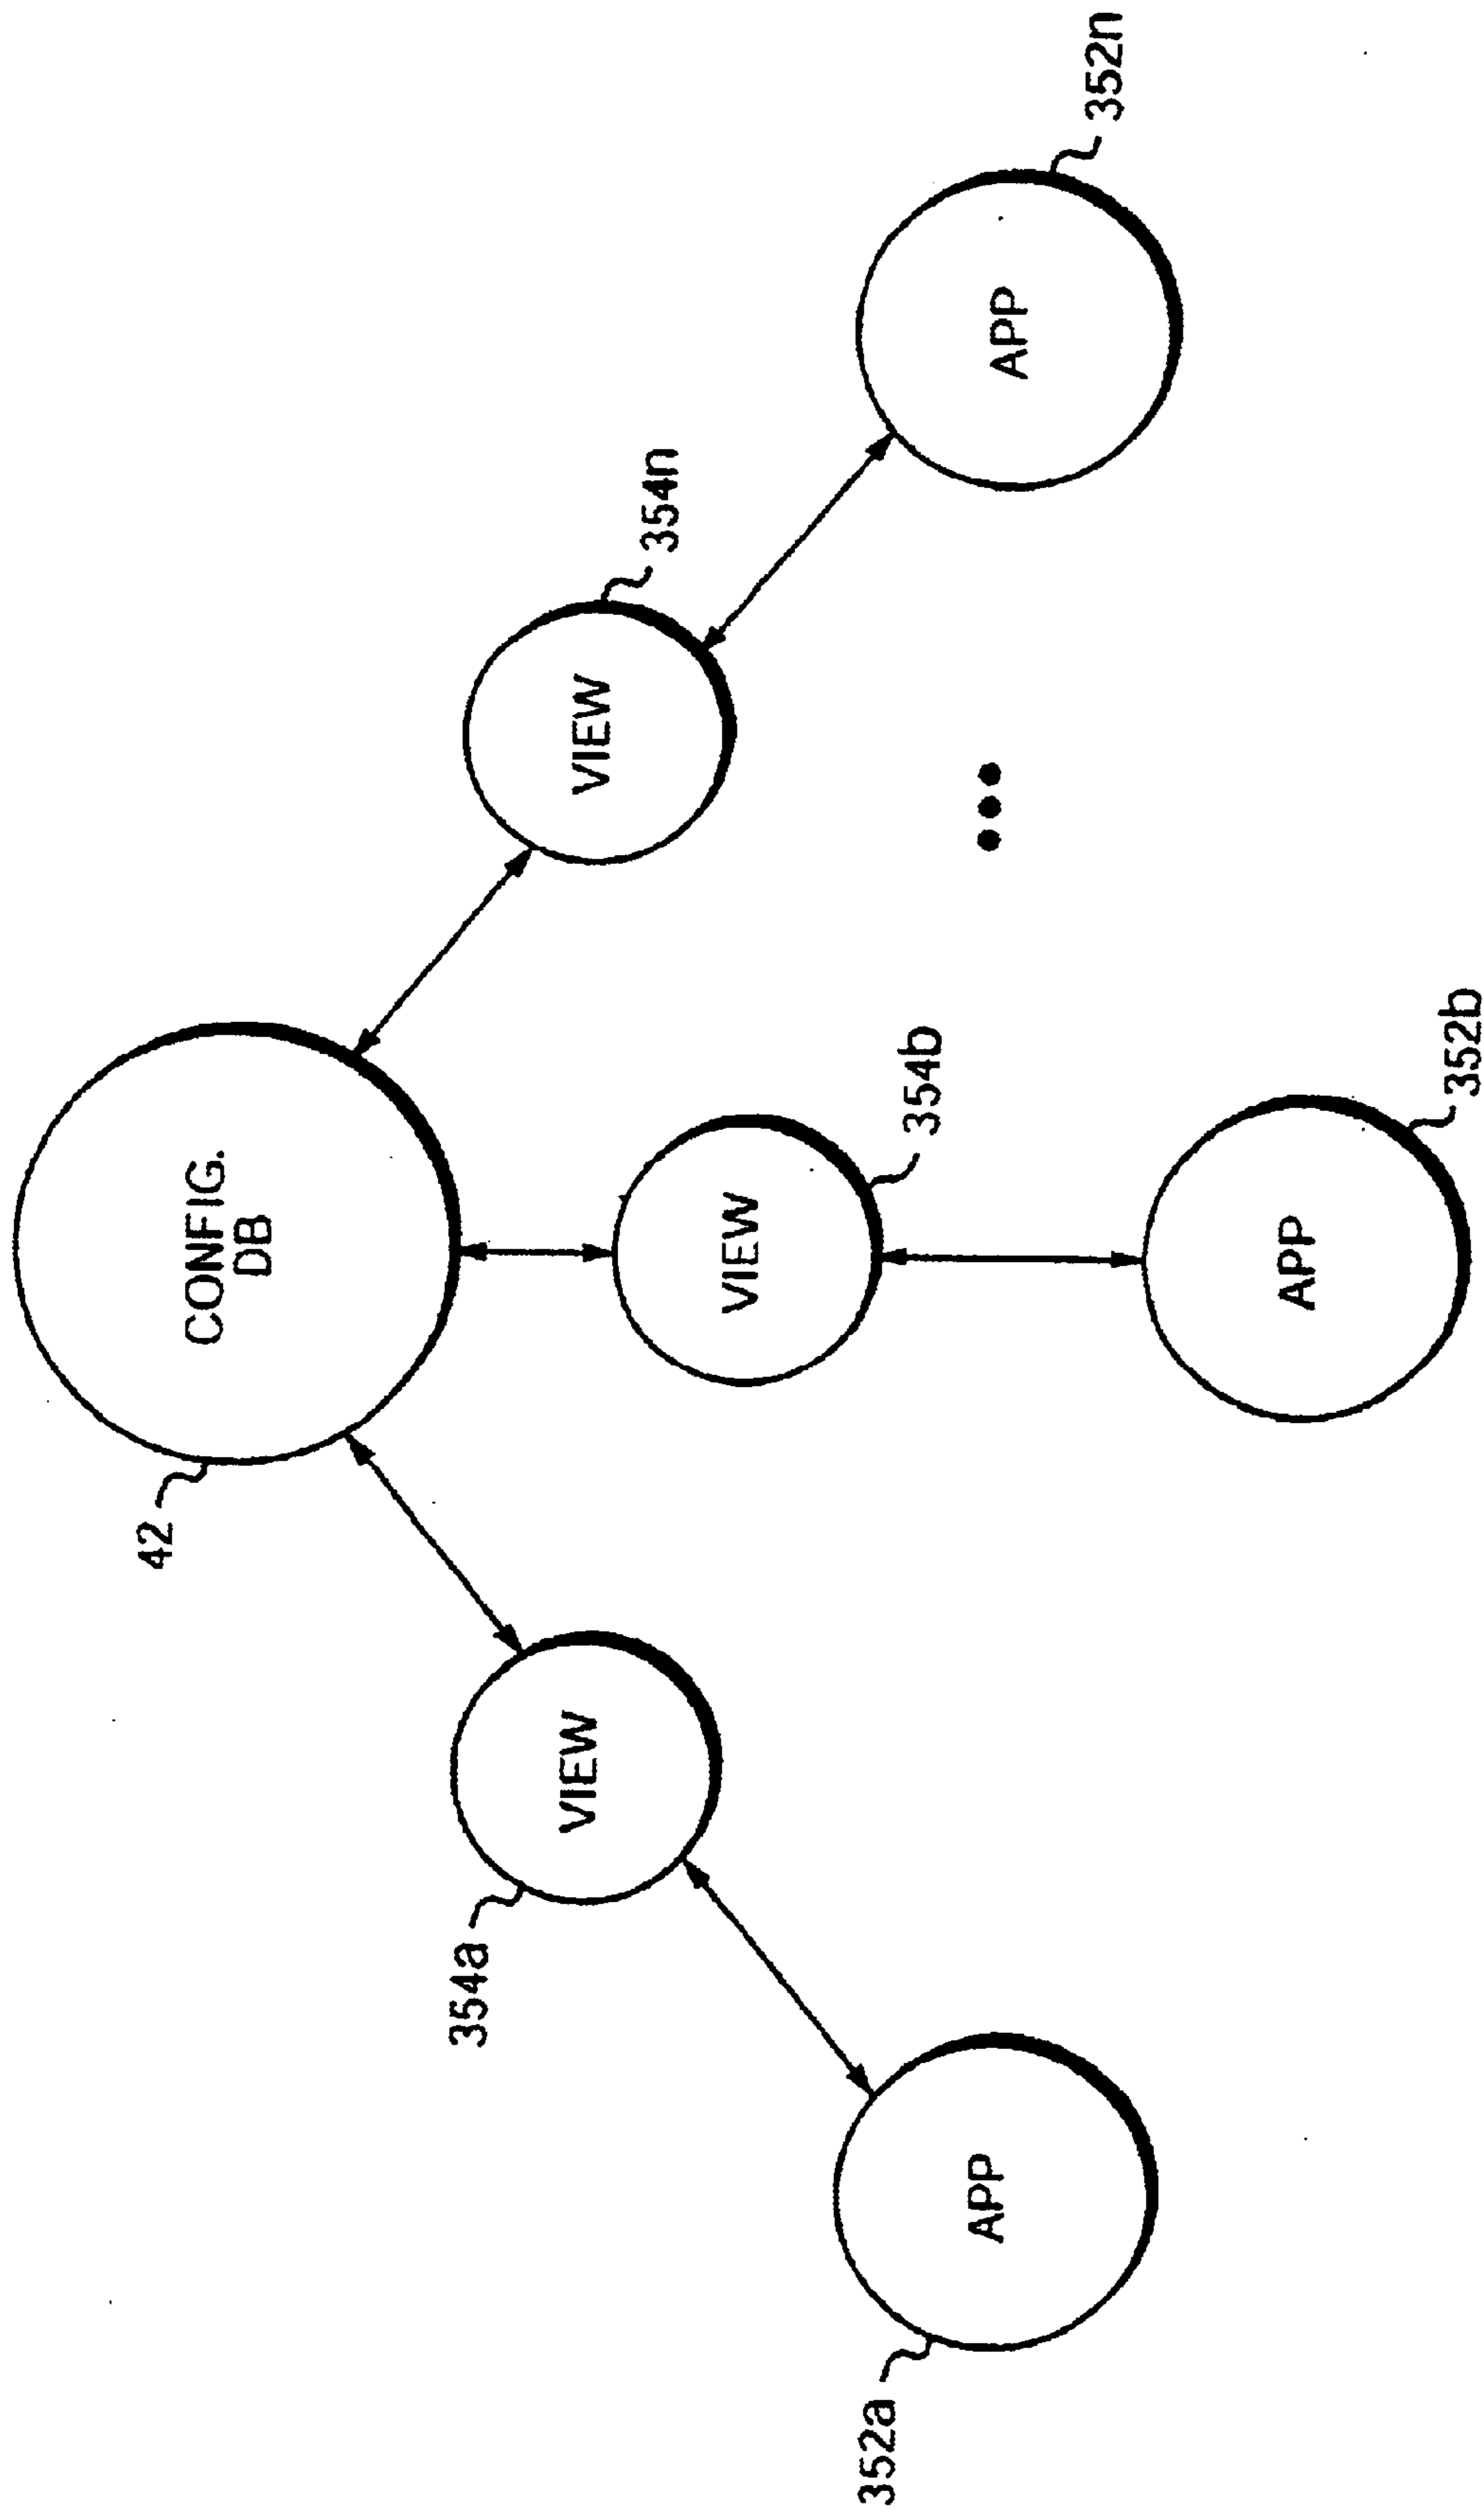 42
CONFIG.
DB
354a
VIEW
VIEW
354b
VIEW
354n
352a
APP
APP
352b
APP
352n